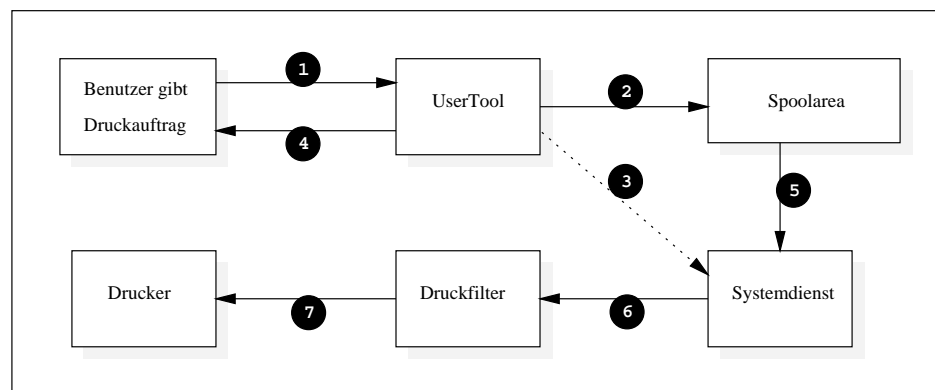 Benutzer gibt
Druckauftrag
1
4
UserTool
2
3
Spoolarea
5
Drucker
7
Druckfilter
6
Systemdienst